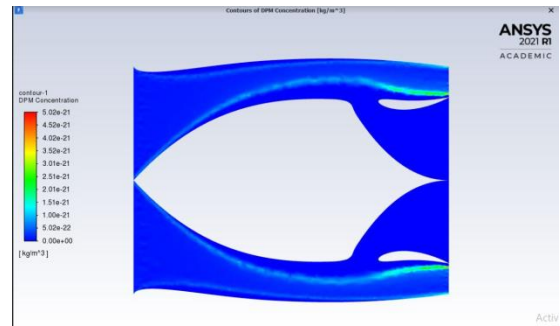 Contours of DPM Concentration [kg/m^3]
ANSYS
2021 R1
ACADEMIC
contour-1
DPM Concentration
5.02e-21
4.52e-21
4.02e-21
3.51e-21
3.01e-21
2.51e-21
2.01e-21
1.51e-21
1.00e-21
5.02e-22
0.00e+00
[kg/m^3]
Activ